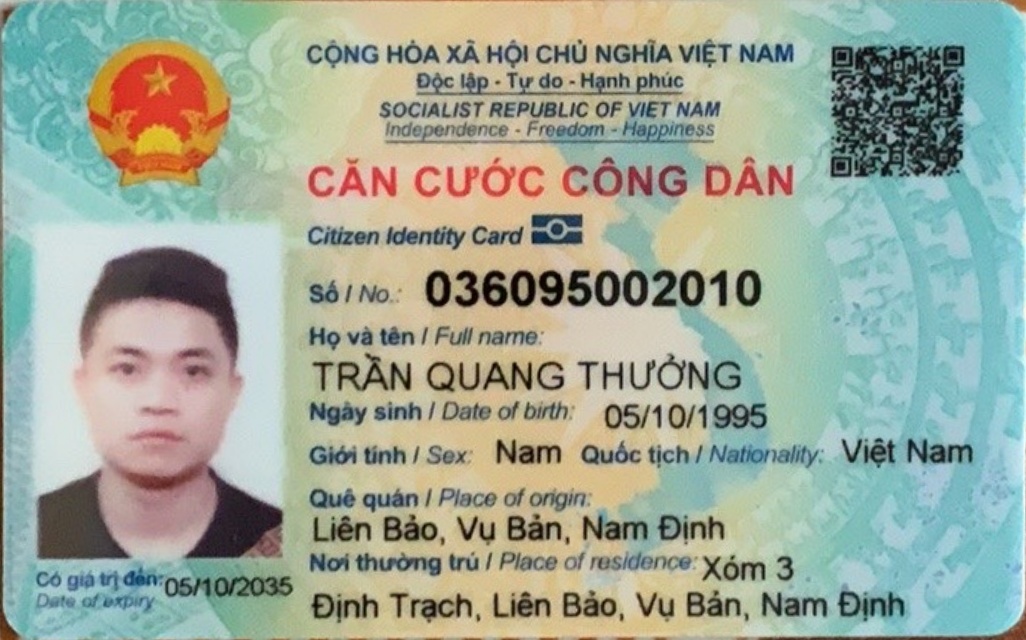 CỘNG HÒA XÃ HỘI CHỦ NGHĨA VIỆT NAM
Độc lập - Tự do - Hạnh phúc
SOCIALIST REPUBLIC OF VIET NAM
Independence - Freedom - Happiness
CĂN CƯỚC CÔNG DÂN
Citizen Identity Card
Số / No.: 036095002010
Họ và tên / Full name:
TRẦN QUANG THƯỞNG
Ngày sinh / Date of birth: 05/10/1995
Giới tính / Sex: Nam Quốc tịch / Nationality: Việt Nam
Quê quán / Place of origin:
Liên Bảo, Vụ Bản, Nam Định
Nơi thường trú / Place of residence: Xóm 3
Định Trạch, Liên Bảo, Vụ Bản, Nam Định
Có giá trị đến: 05/10/2035
Date of expiry